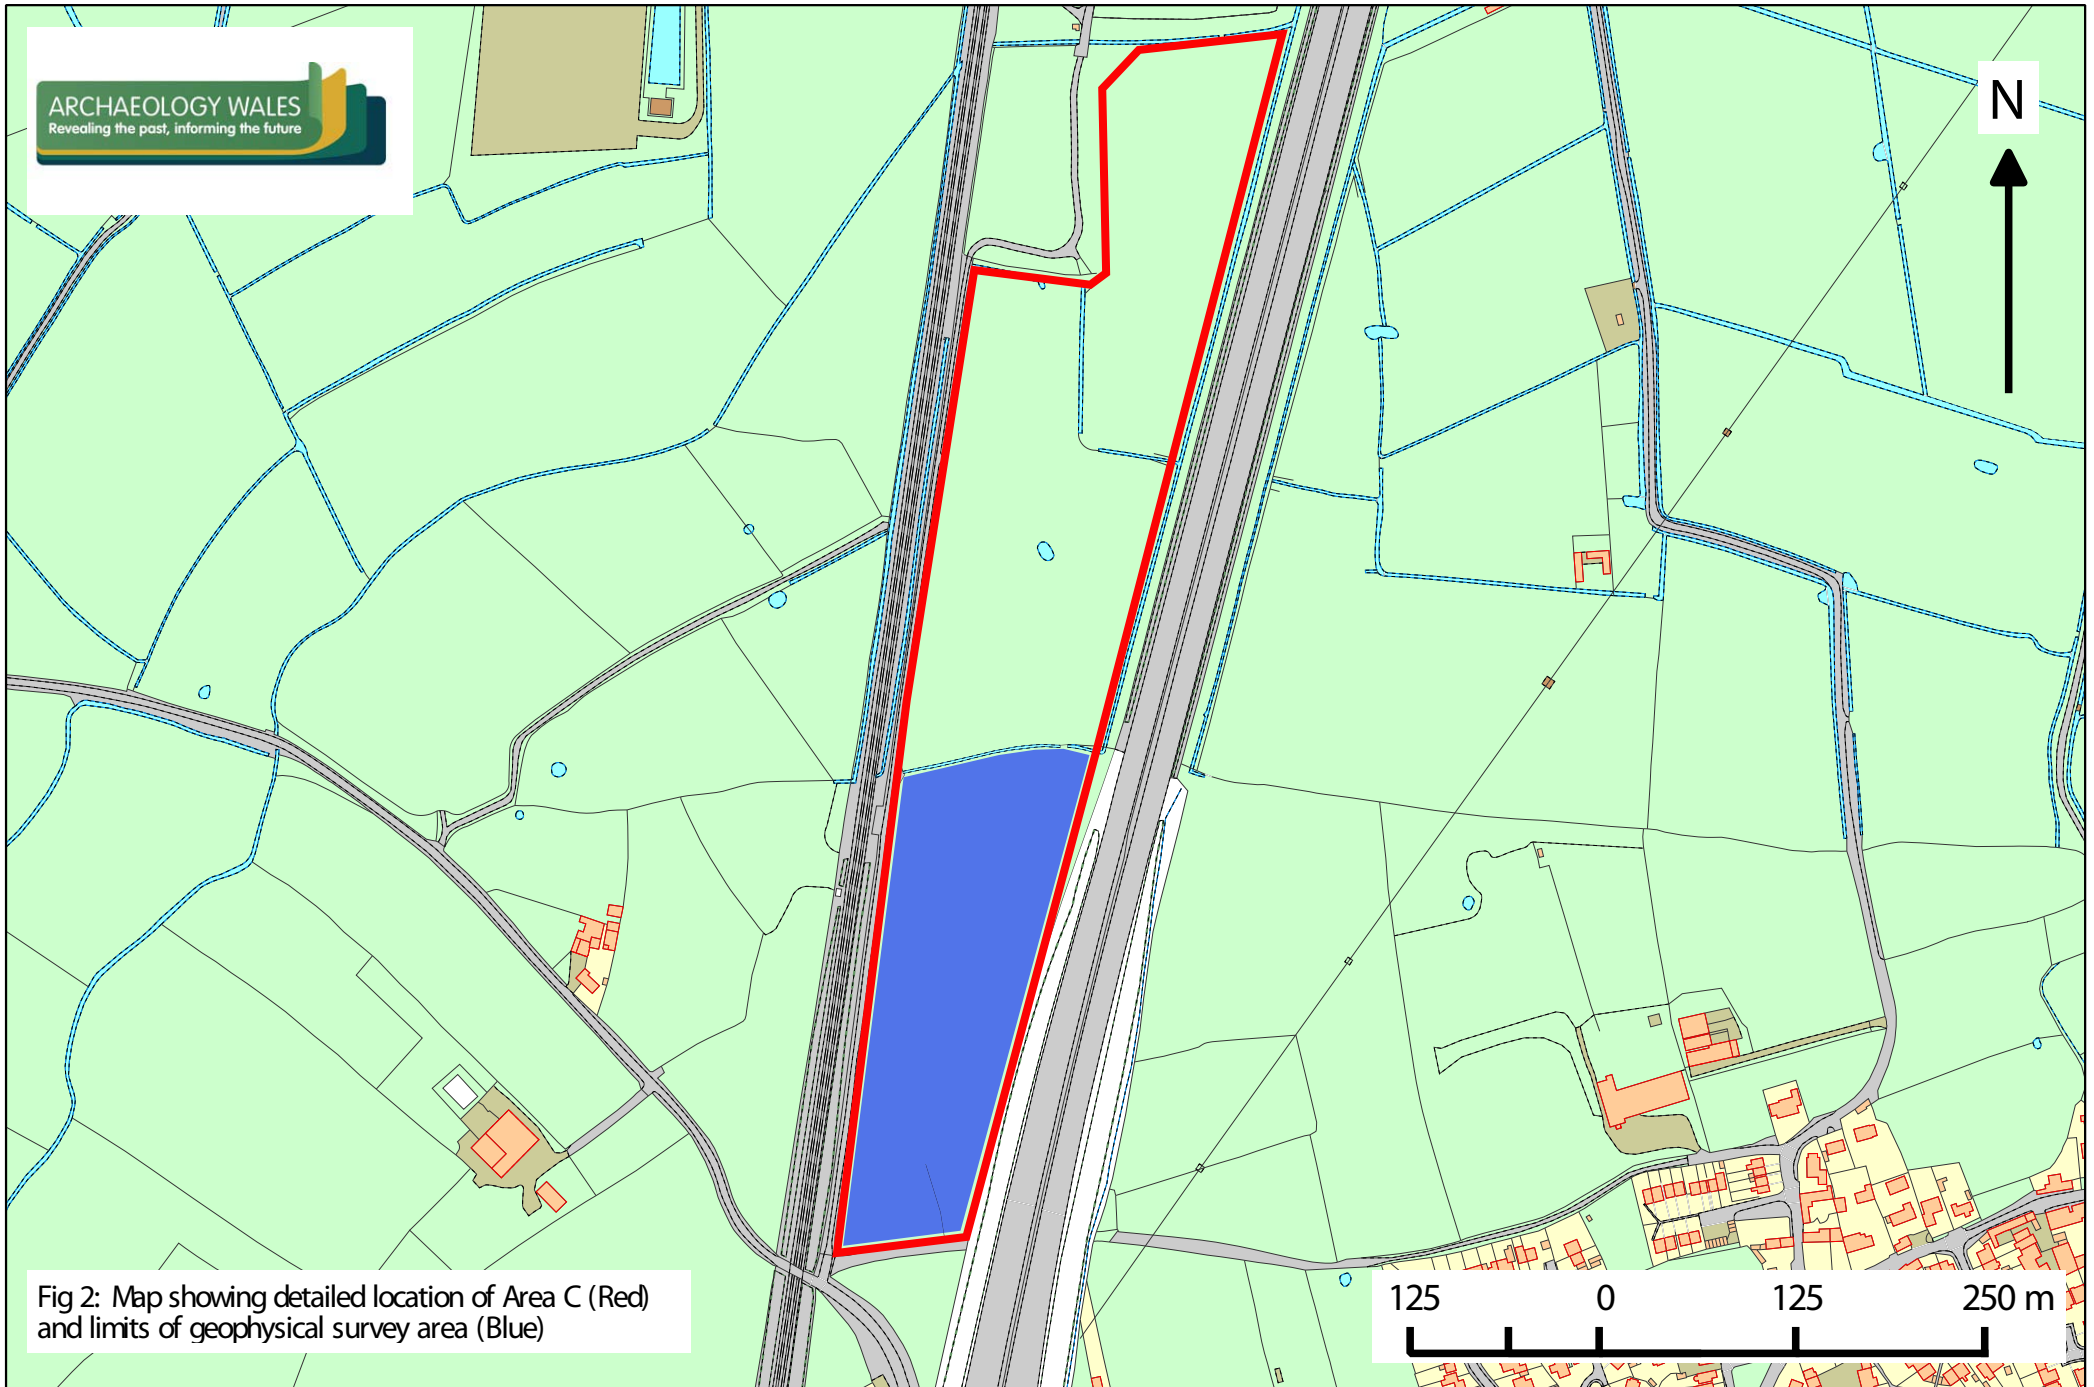 ARCHAEOLOGY WALES
Revealing the past, informing the future
N
Fig 2: Map showing detailed location of Area C (Red)
and limits of geophysical survey area (Blue)
125 0 125 250 m